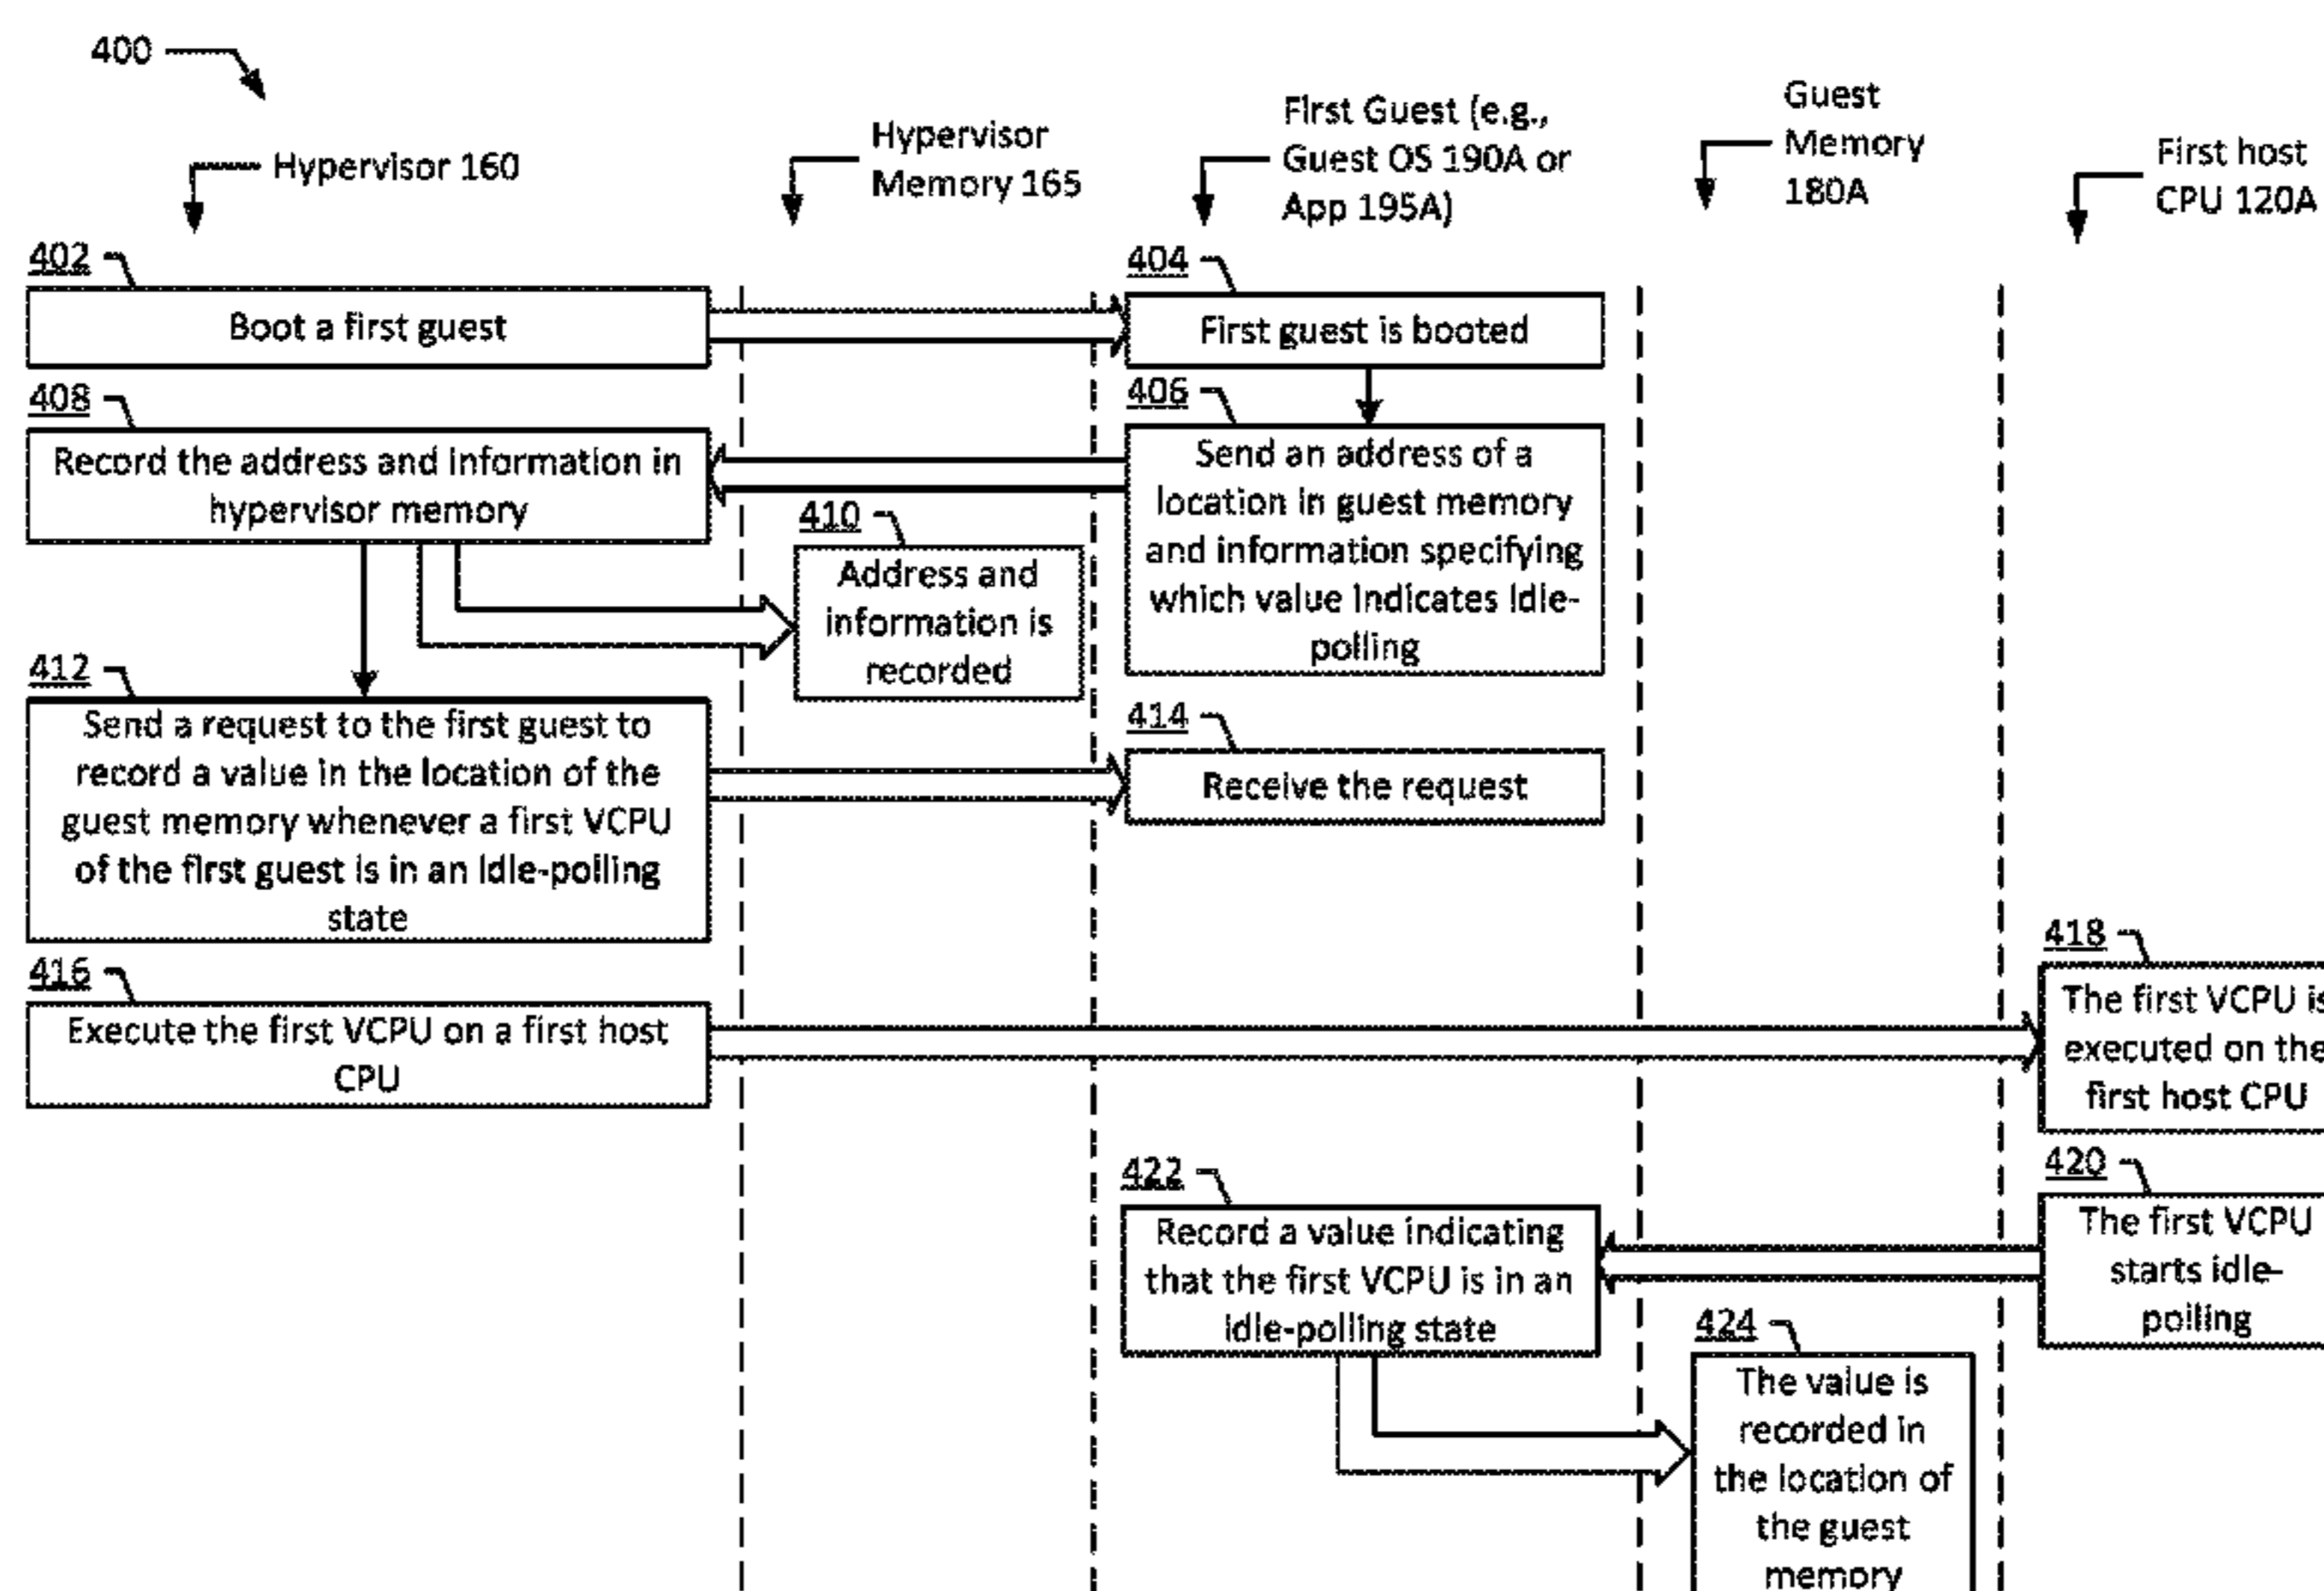 400
Hypervisor 160
Hypervisor
Memory 165
First Guest (e.g.,
Guest OS 190A or
App 195A)
Guest
Memory
180A
First host
CPU 120A
402
Boot a first guest
404
First guest is booted
408
Record the address and information in
hypervisor memory
406
Send an address of a
location in guest memory
and information specifying
which value indicates idle-
polling
410
Address and
information is
recorded
412
Send a request to the first guest to
record a value in the location of the
guest memory whenever a first VCPU
of the first guest is in an idle-polling
state
414
Receive the request
416
Execute the first VCPU on a first host
CPU
418
The first VCPU is
executed on the
first host CPU
420
The first VCPU
starts idle-
polling
422
Record a value indicating
that the first VCPU is in an
idle-polling state
424
The value is
recorded in
the location of
the guest
memory